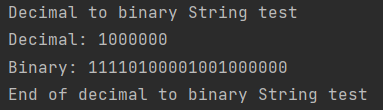 Decimal to binary String test
Decimal: 1000000
Binary: 11110100001001000000
End of decimal to binary String test